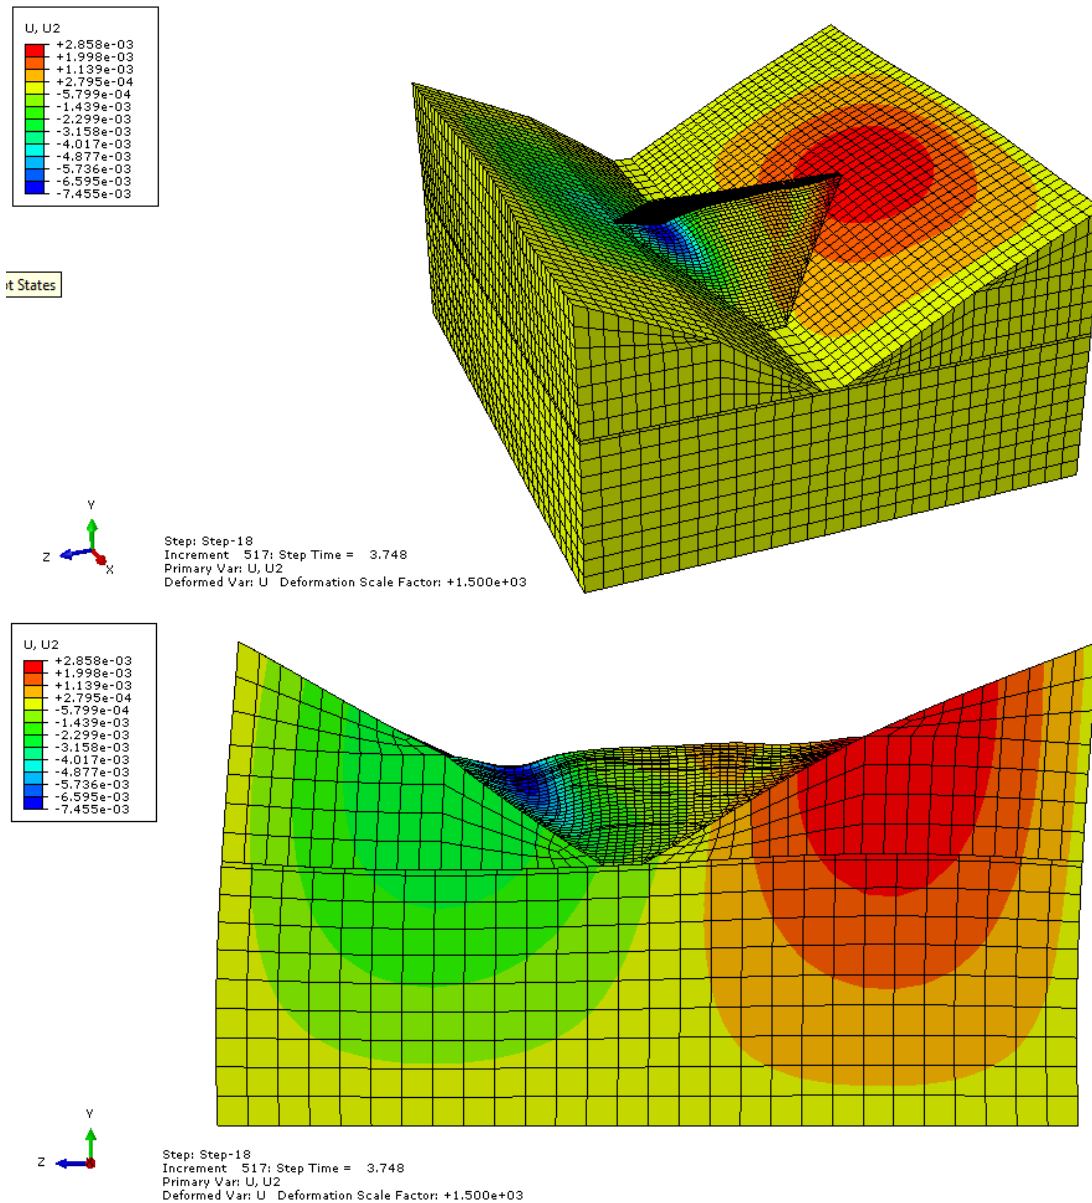 U, U2
+2.858e-03
+1.998e-03
+1.139e-03
+2.795e-04
-5.799e-04
-1.439e-03
-2.299e-03
-3.158e-03
-4.017e-03
-4.877e-03
-5.736e-03
-6.595e-03
-7.455e-03
ot States
Y
Z
X
Step: Step-18
Increment 517: Step Time = 3.748
Primary Var: U, U2
Deformed Var: U Deformation Scale Factor: +1.500e+03
U, U2
+2.858e-03
+1.998e-03
+1.139e-03
+2.795e-04
-5.799e-04
-1.439e-03
-2.299e-03
-3.158e-03
-4.017e-03
-4.877e-03
-5.736e-03
-6.595e-03
-7.455e-03
Y
Z
Step: Step-18
Increment 517: Step Time = 3.748
Primary Var: U, U2
Deformed Var: U Deformation Scale Factor: +1.500e+03